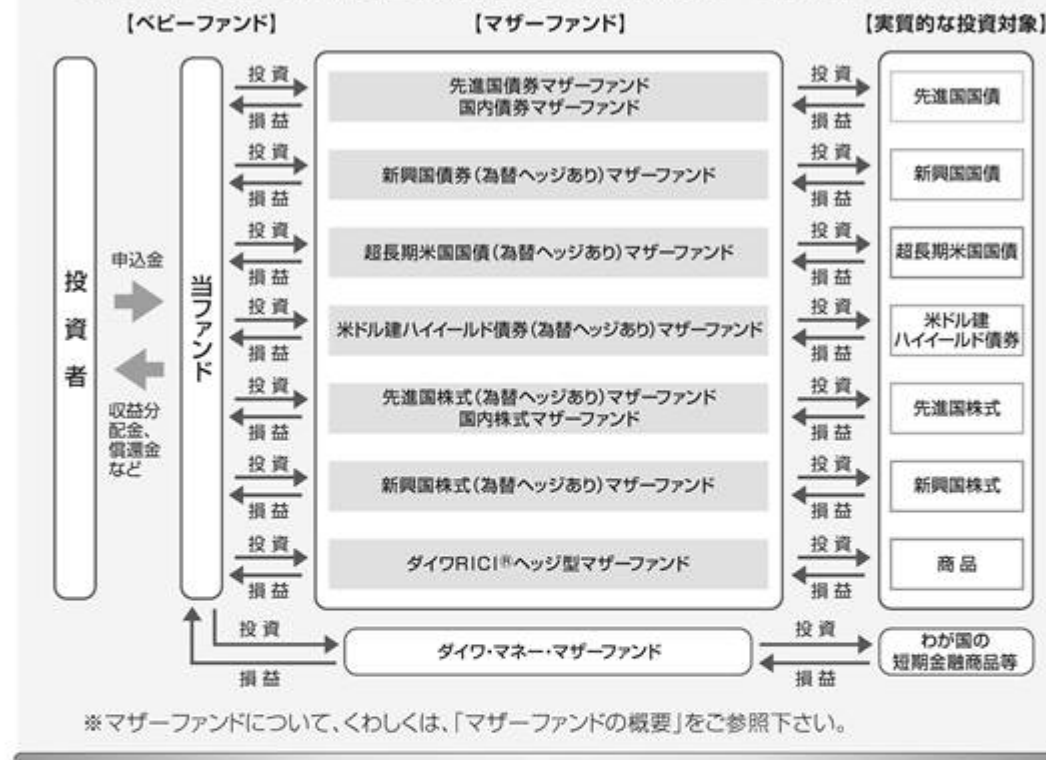 【ベビーファンド】
【マザーファンド】
【実質的な投資対象】
投資者
申込金
収益分
配金、
償還金
など
当ファンド
投資
損益
先進国債券マザーファンド
国内債券マザーファンド
投資
損益
先進国国債
投資
損益
新興国債券(為替ヘッジあり)マザーファンド
投資
損益
新興国国債
投資
損益
超長期米国国債(為替ヘッジあり)マザーファンド
投資
損益
超長期米国国債
投資
損益
米ドル建ハイイールド債券(為替ヘッジあり)マザーファンド
投資
損益
米ドル建
ハイイールド債券
投資
損益
先進国株式(為替ヘッジあり)マザーファンド
国内株式マザーファンド
投資
損益
先進国株式
投資
損益
新興国株式(為替ヘッジあり)マザーファンド
投資
損益
新興国株式
投資
損益
ダイワRICI®ヘッジ型マザーファンド
投資
損益
商品
投資
損益
ダイワ・マネー・マザーファンド
投資
損益
わが国の
短期金融商品等
※マザーファンドについて、くわしくは、「マザーファンドの概要」をご参照下さい。